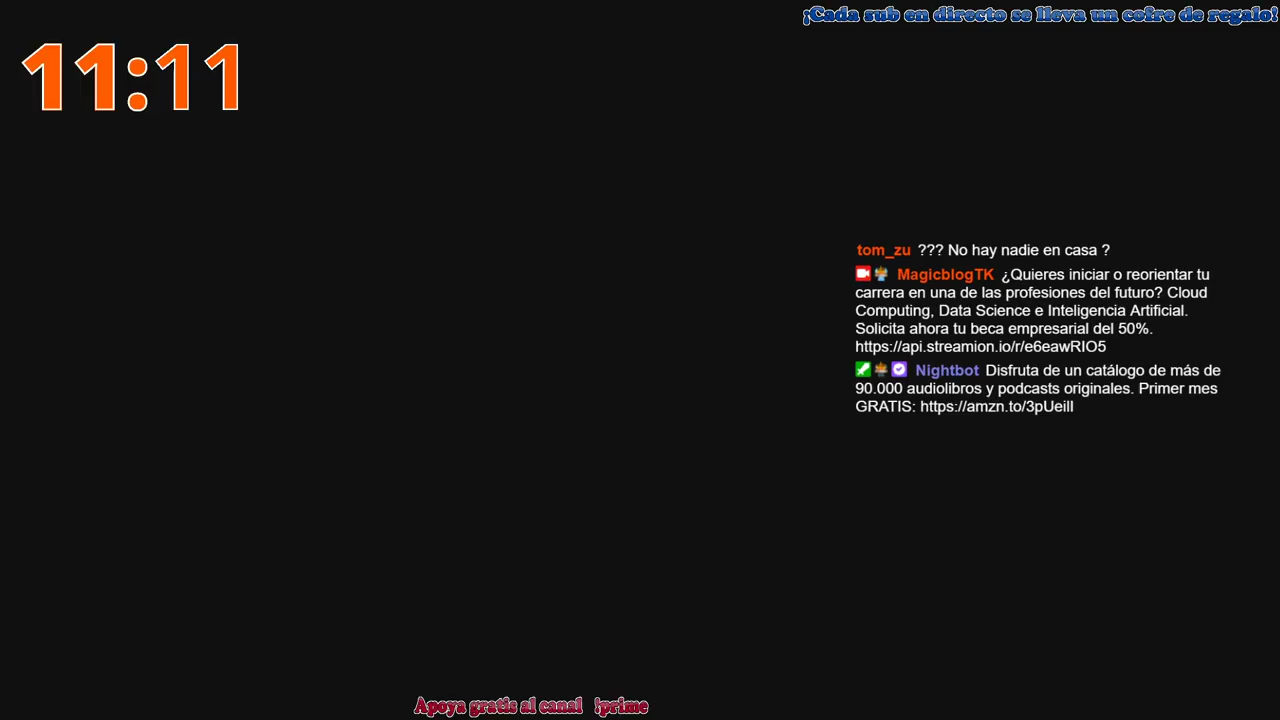 ¡Cada sub en directo se lleva un cofre de regalo!
11:11
tom_zu ??? No hay nadie en casa ?
MagicblogTK ¿Quieres iniciar o reorientar tu
carrera en una de las profesiones del futuro? Cloud
Computing, Data Science e Inteligencia Artificial.
Solicita ahora tu beca empresarial del 50%.
https://api.streamion.io/r/e6eawRIO5
Nightbot Disfruta de un catálogo de más de
90.000 audiolibros y podcasts originales. Primer mes
GRATIS: https://amzn.to/3pUeiIl
Apoya gratis al canal !prime